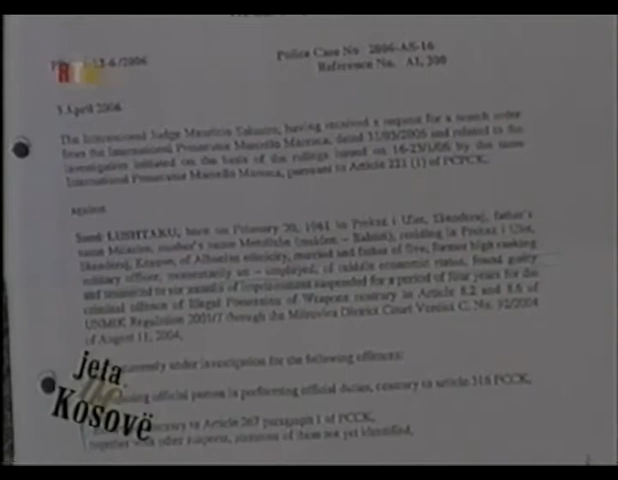 Police Case No 2006-AS-16
-6/2006
Reference No. AI, 300
3 April 2006
The International Judge Maurizio Salustro, having received a request for a search order
from the International Prosecutor Marcello Maresca, dated 31/03/2006 and related to the
investigation initiated on the basis of the rulings issued on 16-23/1/06 by the same
International Prosecutor Marcello Maresca, pursuant to Article 221 (1) of PCPCK,
against
Sami LUSHTAKU, born on February 20, 1961 in Prekaz i Ulet, Skenderaj, father's
name mother's name (maiden – residing in Prekaz i Ulet,
Skenderaj, Kosovo, of Albanian ethnicity, married and father of five, former high ranking
military officer, momentarily un – employed, of middle economic status, found guilty
and sentenced to six months of imprisonment suspended for a period of four years for the
criminal offence of Illegal Possession of Weapons contrary to Article 8.2 and 8.6 of
UNMIK Regulation 2001/7 through the Mitrovica District Court Verdict C. No. 92/2004
of August 11, 2004,
currently under investigation for the following offences:
official person in performing official duties, contrary to article 316 PCCK,
contrary to Article 267 paragraph 1 of PCCK,
together with other suspects, of them not yet identified,
jeta
në
Kosovë